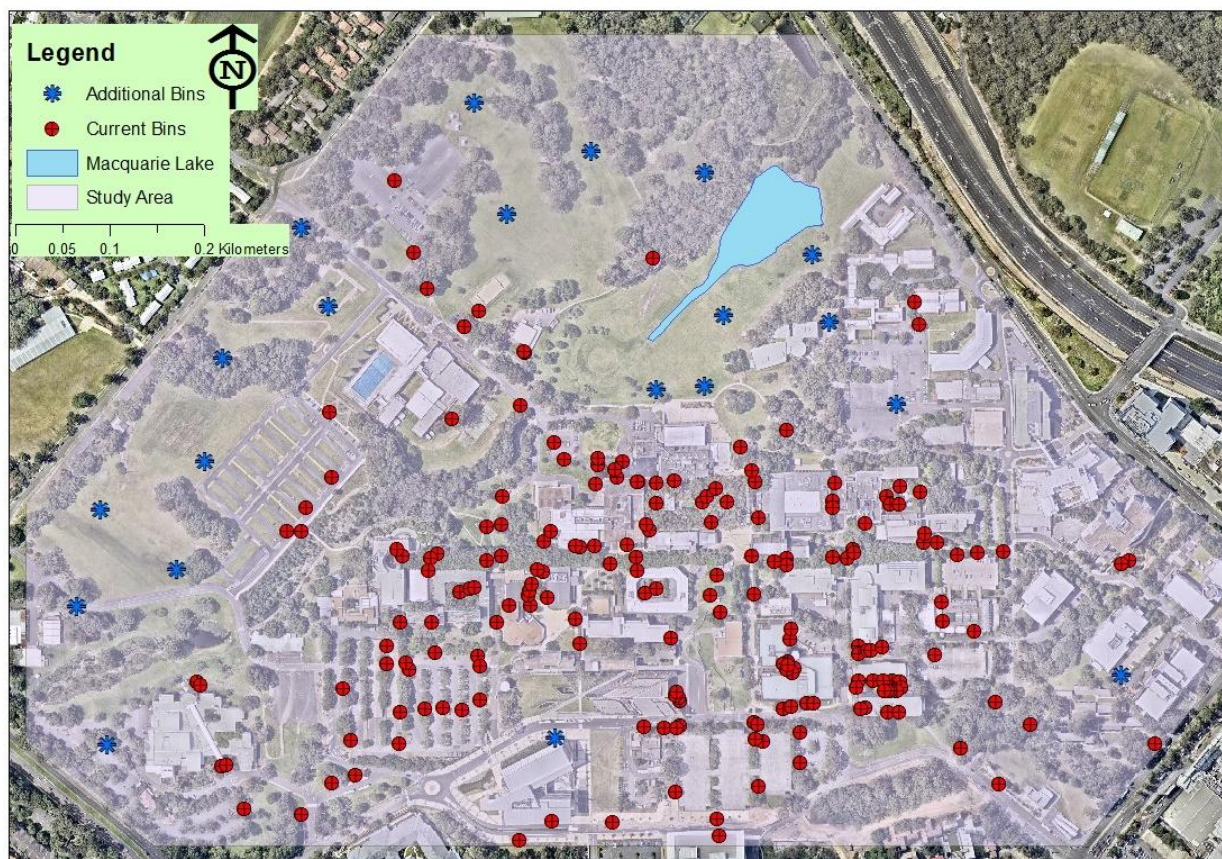 Legend
N
Additional Bins
Current Bins
Macquarie Lake
Study Area
0 0.05 0.1 0.2 Kilometers